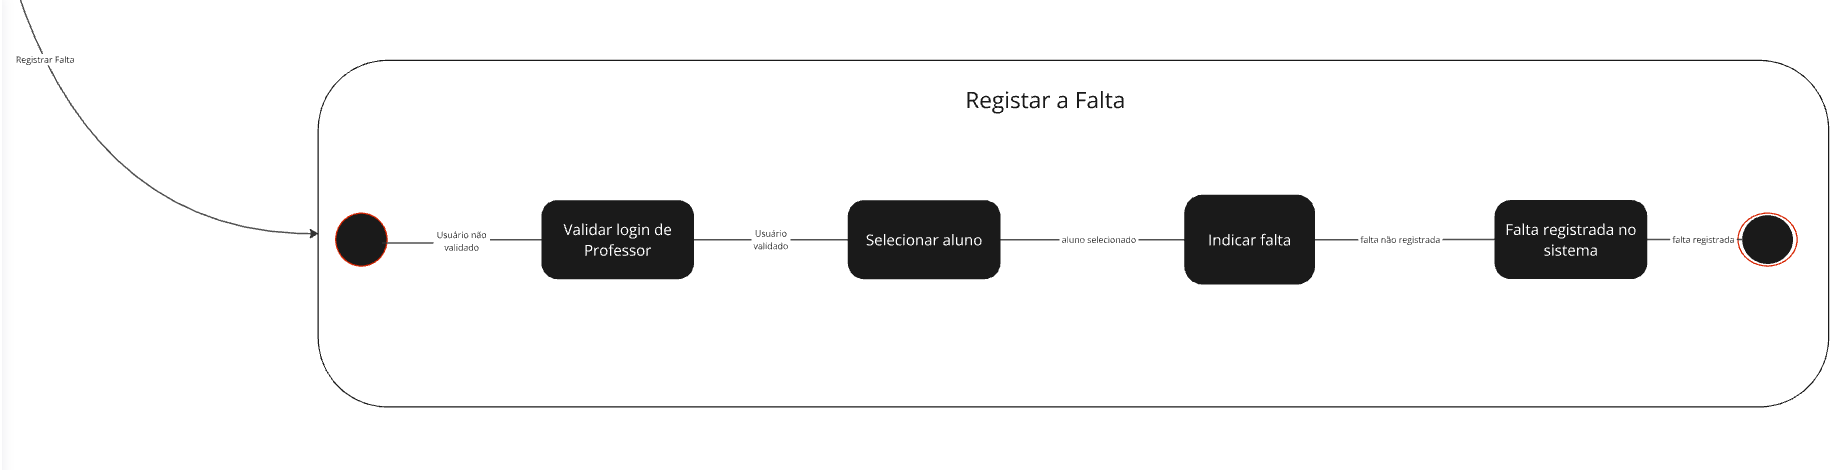 Registrar Falta
Registar a Falta
Usuário não
validado
Validar login de
Professor
Usuário
validado
Selecionar aluno
aluno selecionado
Indicar falta
falta não registrada
Falta registrada no
sistema
falta registrada